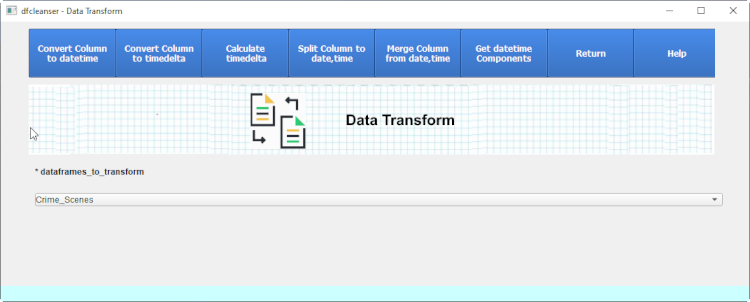 dfcleanser - Data Transform
Convert Column to datetime
Convert Column to timedelta
Calculate timedelta
Split Column to date,time
Merge Column from date,time
Get datetime Components
Return
Help
Data Transform
* dataframes_to_transform
Crime_Scenes